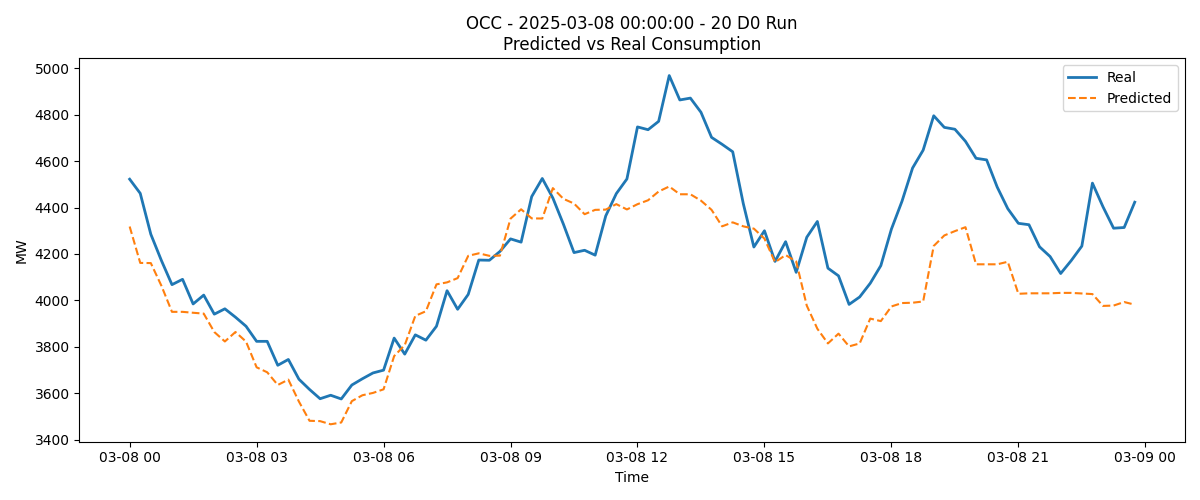 OCC - 2025-03-08 00:00:00 - 20 D0 Run
Predicted vs Real Consumption
Real
Predicted
5000
4800
4600
4400
4200
4000
3800
3600
3400
MW
03-08 00 03-08 03 03-08 06 03-08 09 03-08 12 03-08 15 03-08 18 03-08 21 03-09 00
Time